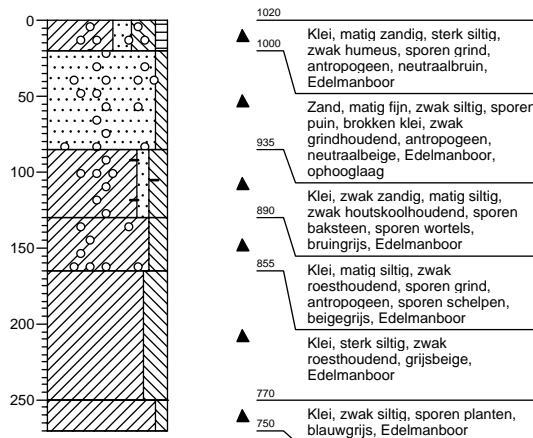 0
50
100
150
200
250
1020
Klei, matig zandig, sterk siltig,
zwak humeus, sporen grind,
antropogeen, neutraalbruin,
Edelmanboor
1000
Zand, matig fijn, zwak siltig, sporen
puin, brokken klei, zwak
grindhoudend, antropogeen,
neutraalbeige, Edelmanboor,
ophooglaag
935
Klei, zwak zandig, matig siltig,
zwak houtskoolhoudend, sporen
baksteen, sporen wortels,
bruingrijs, Edelmanboor
890
Klei, matig siltig, zwak
roesthoudend, sporen grind,
antropogeen, sporen schelpen,
beigegrijs, Edelmanboor
855
Klei, sterk siltig, zwak
roesthoudend, grijsbeige,
Edelmanboor
770
Klei, zwak siltig, sporen planten,
blauwgrijs, Edelmanboor
750